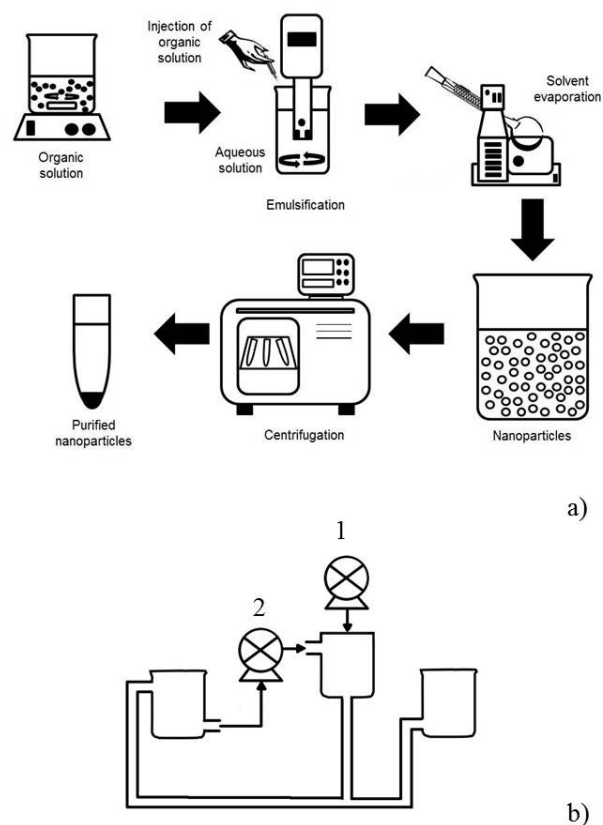 Injection of
organic
solution
Organic
solution
Aqueous
solution
Emulsification
Solvent
evaporation
Purified
nanoparticles
Centrifugation
Nanoparticles
a)
1
2
b)